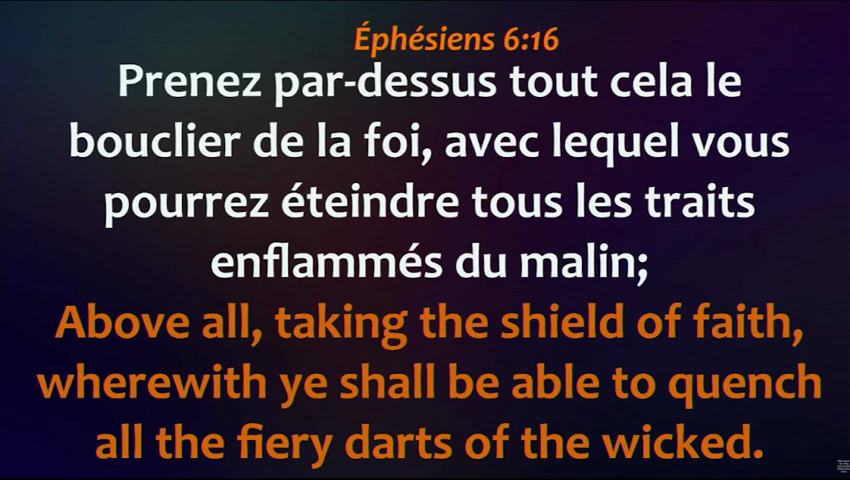 Éphésiens 6:16
Prenez par-dessus tout cela le
bouclier de la foi, avec lequel vous
pourrez éteindre tous les traits
enflammés du malin;
Above all, taking the shield of faith,
wherewith ye shall be able to quench
all the fiery darts of the wicked.